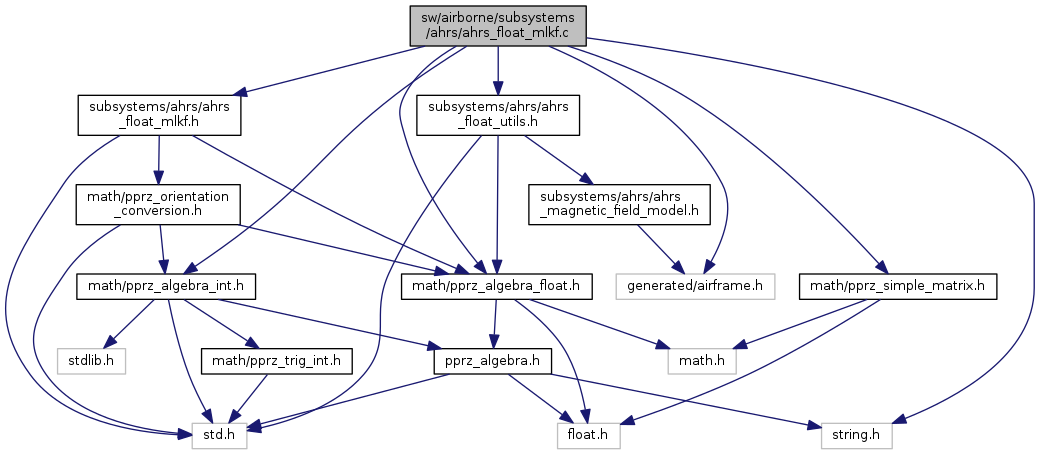 sw/airborne/subsystems
/ahrs/ahrs_float_mlkf.c
subsystems/ahrs/ahrs
_float_mlkf.h
subsystems/ahrs/ahrs
_float_utils.h
math/pprz_orientation
_conversion.h
subsystems/ahrs/ahrs
_magnetic_field_model.h
math/pprz_algebra_int.h
math/pprz_algebra_float.h
generated/airframe.h
math/pprz_simple_matrix.h
stdlib.h
math/pprz_trig_int.h
pprz_algebra.h
math.h
std.h
float.h
string.h